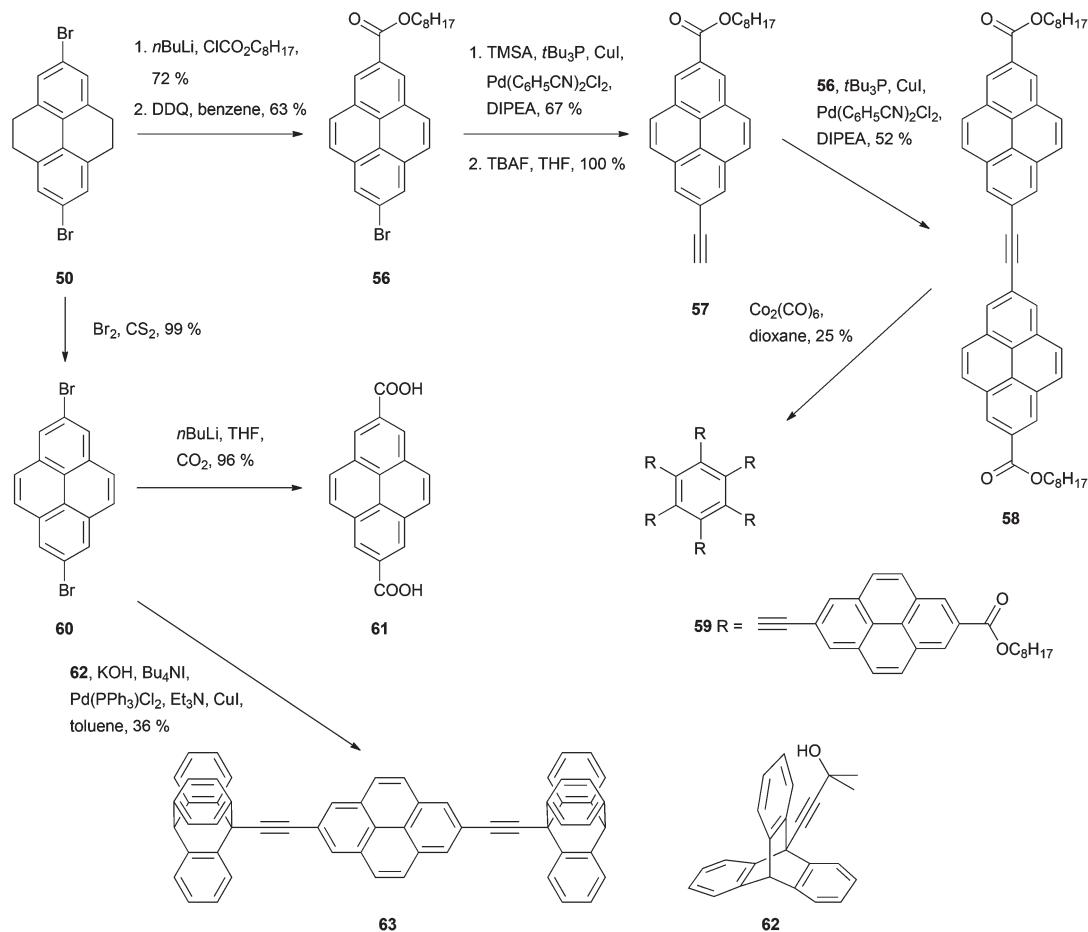 Br
Br
50
1. nBuLi, ClCO₂C₈H₁₇,
72 %
2. DDQ, benzene, 63 %
O
OC₈H₁₇
Br
56
1. TMSA, tBu₃P, CuI,
Pd(C₆H₅CN)₂Cl₂,
DIPEA, 67 %
2. TBAF, THF, 100 %
O
OC₈H₁₇
57
56, tBu₃P, CuI,
Pd(C₆H₅CN)₂Cl₂,
DIPEA, 52 %
O
OC₈H₁₇
O
OC₈H₁₇
58
Br₂, CS₂, 99 %
Co₂(CO)₆,
dioxane, 25 %
Br
Br
60
nBuLi, THF,
CO₂, 96 %
COOH
COOH
61
R
R
R
R
R
R
59 R =
O
OC₈H₁₇
62, KOH, Bu₄NI,
Pd(PPh₃)Cl₂, Et₃N, CuI,
toluene, 36 %
63
HO
62